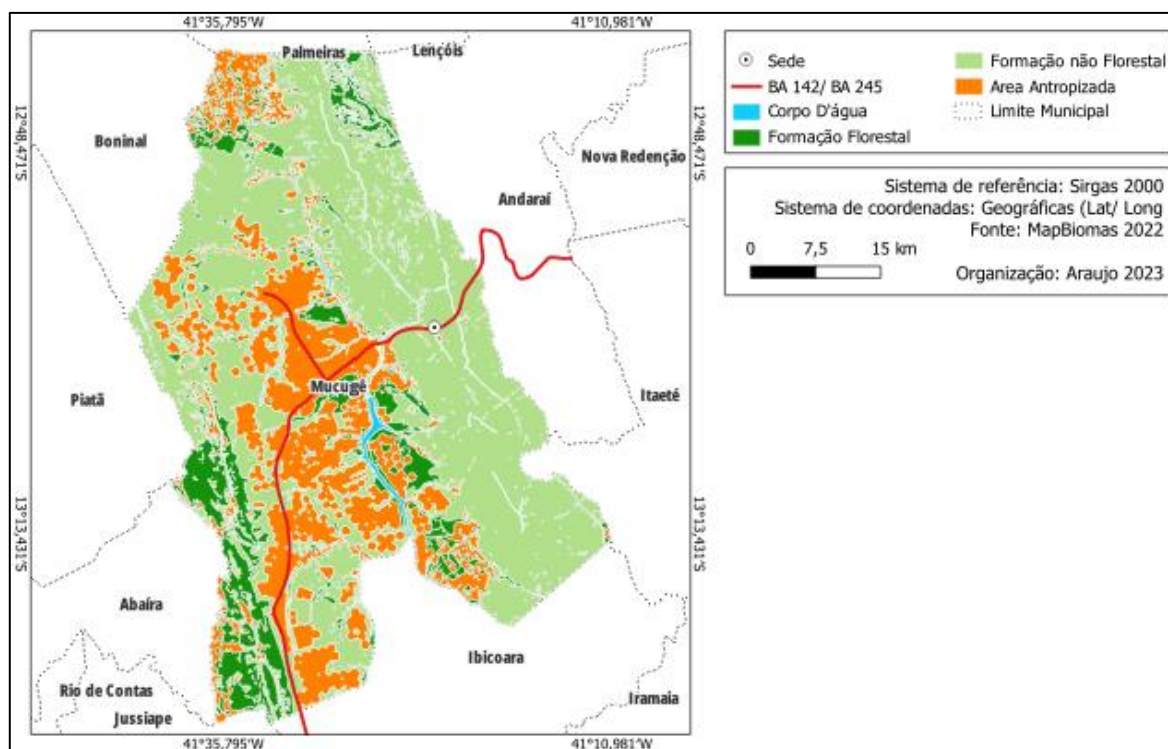 41°35,795'W
41°10,981'W
Palmeiras
Lençóis
12°48,471'S
12°48,471'S
Boninal
Nova Redenção
Andaraí
Mucugê
Piatã
Itaeté
13°13,431'S
13°13,431'S
Abaíra
Ibicoara
Rio de Contas
Iramaia
Jussiape
41°35,795'W
41°10,981'W
Sede
BA 142/ BA 245
Corpo D'água
Formação Florestal
Formação não Florestal
Area Antropizada
Limite Municipal
Sistema de referência: Sirgas 2000
Sistema de coordenadas: Geográficas (Lat/ Long
Fonte: MapBiomas 2022
0 7,5 15 km
Organização: Araujo 2023